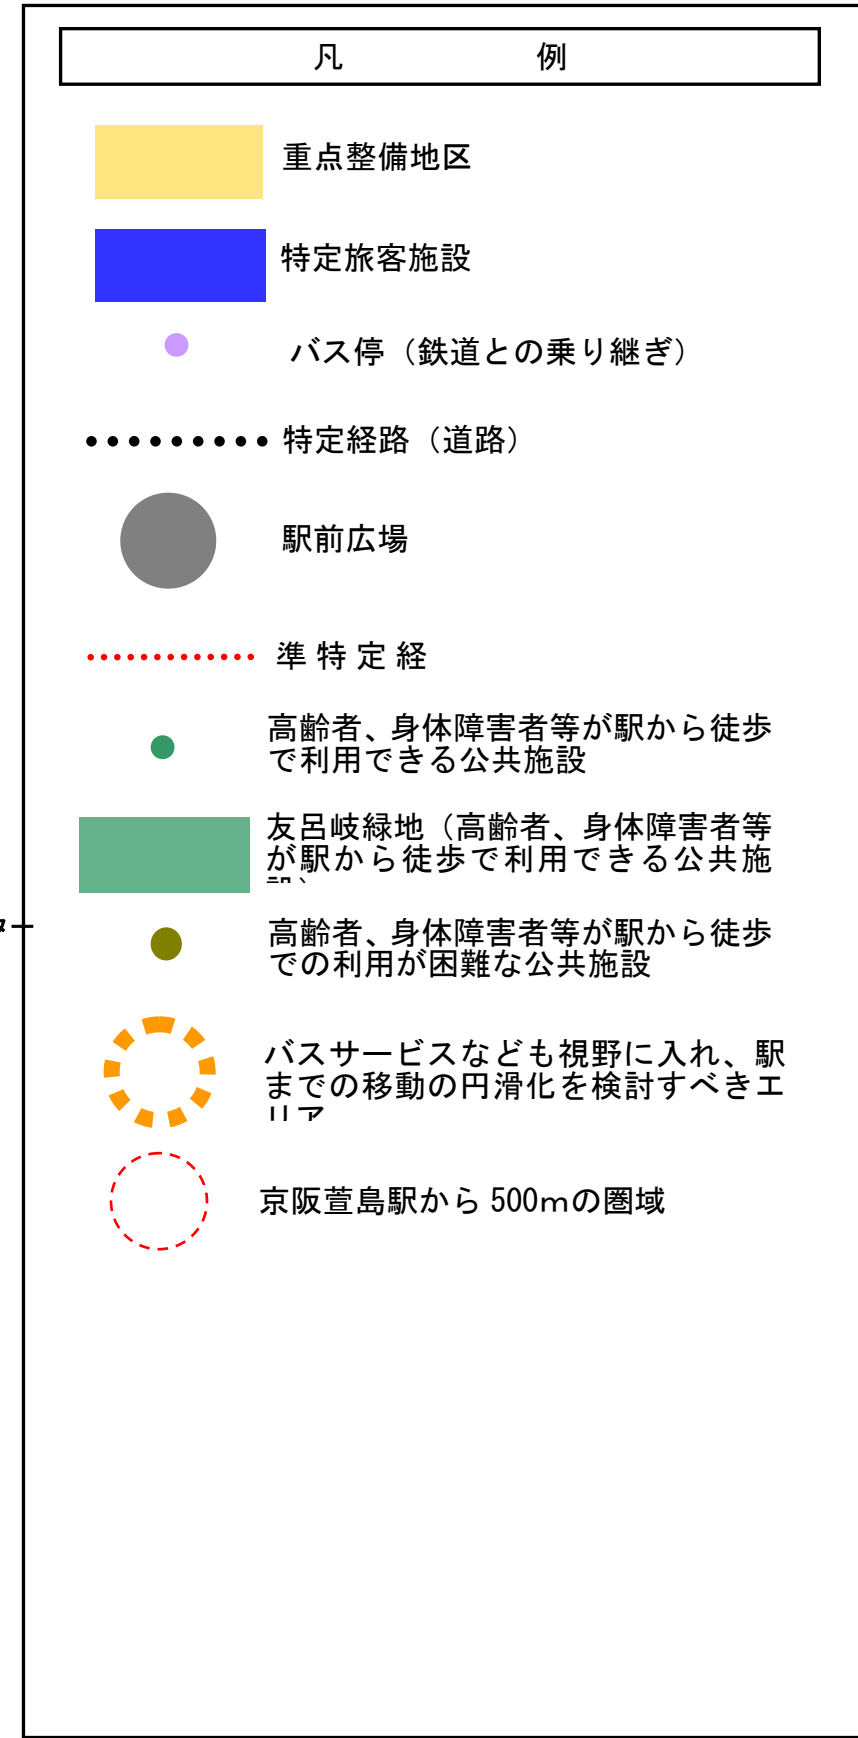 凡　例
重点整備地区
特定旅客施設
バス停（鉄道との乗り継ぎ）
特定経路（道路）
駅前広場
準特定経
高齢者、身体障害者等が駅から徒歩
で利用できる公共施設
友呂岐緑地（高齢者、身体障害者等
が駅から徒歩で利用できる公共施
高齢者、身体障害者等が駅から徒歩
での利用が困難な公共施設
バスサービスなども視野に入れ、駅
までの移動の円滑化を検討すべきエ
リア
京阪萱島駅から500ｍの圏域